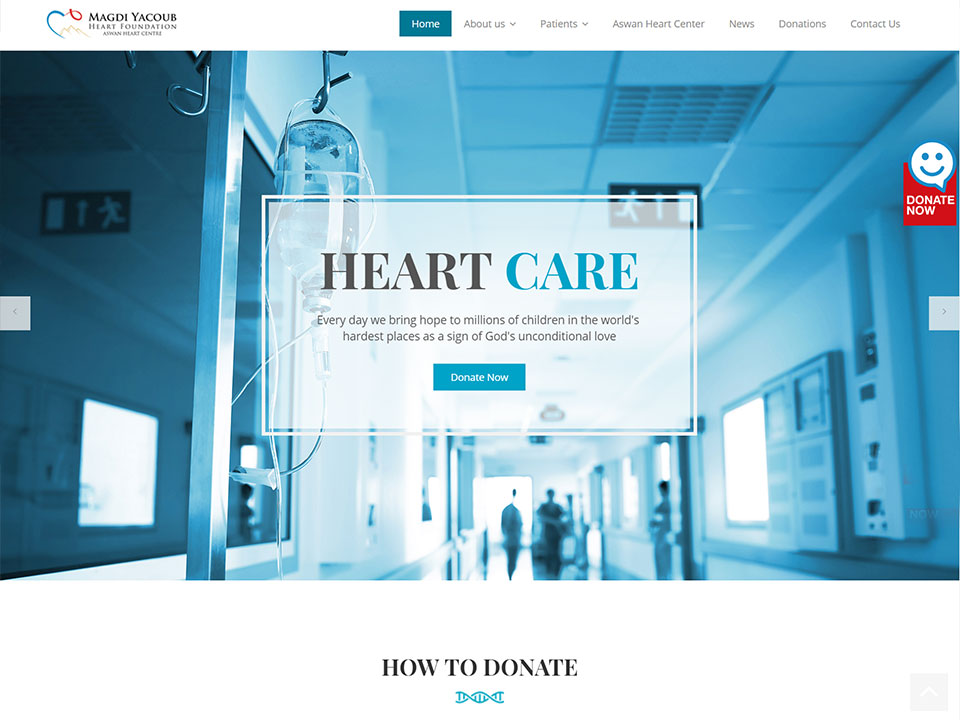 MAGDI YACOUB
HEART FOUNDATION
ASWAN HEART CENTRE
Home
About us
Patients
Aswan Heart Center
News
Donations
Contact Us
DONATE
NOW
HEART CARE
Every day we bring hope to millions of children in the world's
hardest places as a sign of God's unconditional love
Donate Now
NOW
HOW TO DONATE